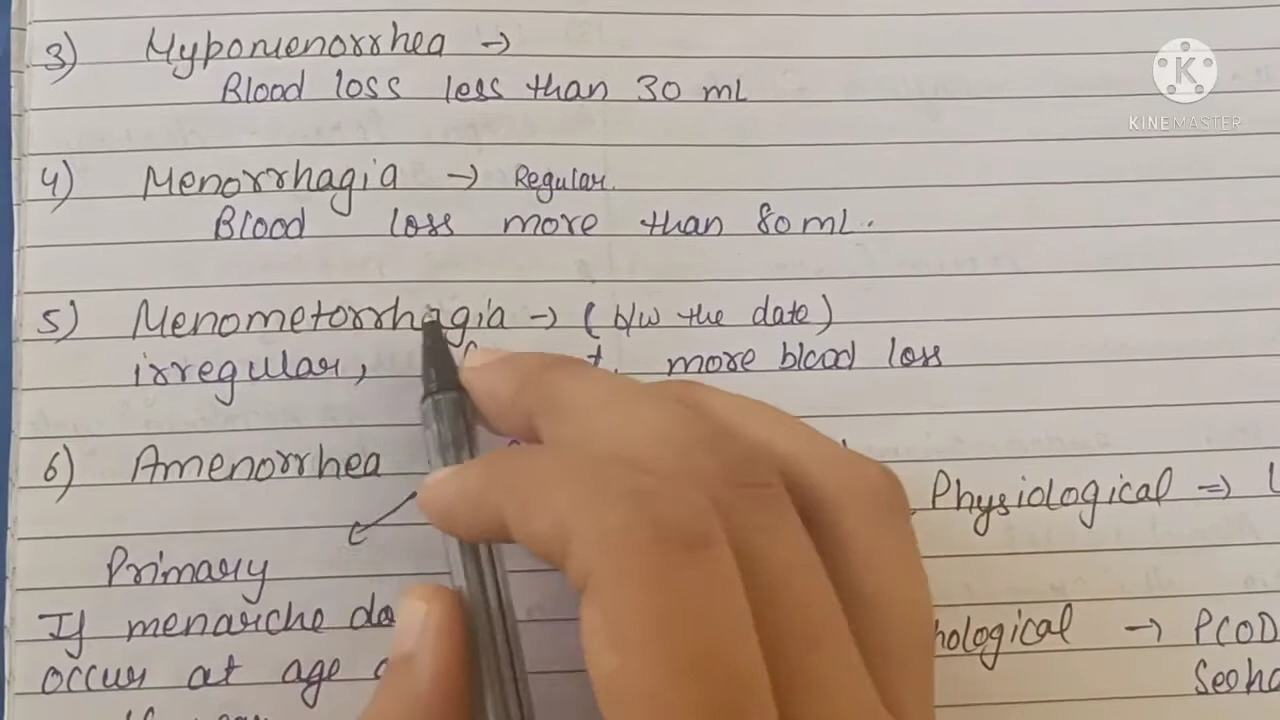 3) Hypomenorrhea →
Blood loss less than 30 mL
KINEMASTER
4) Menorrhagia → Regular.
Blood loss more than 80 mL.
5) Menometorrhagia → (b/w the date)
irregular, more blood loss
6) Amenorrhea
Physiological ⇒
Primary
If menarche
→ PCOD
occur at age